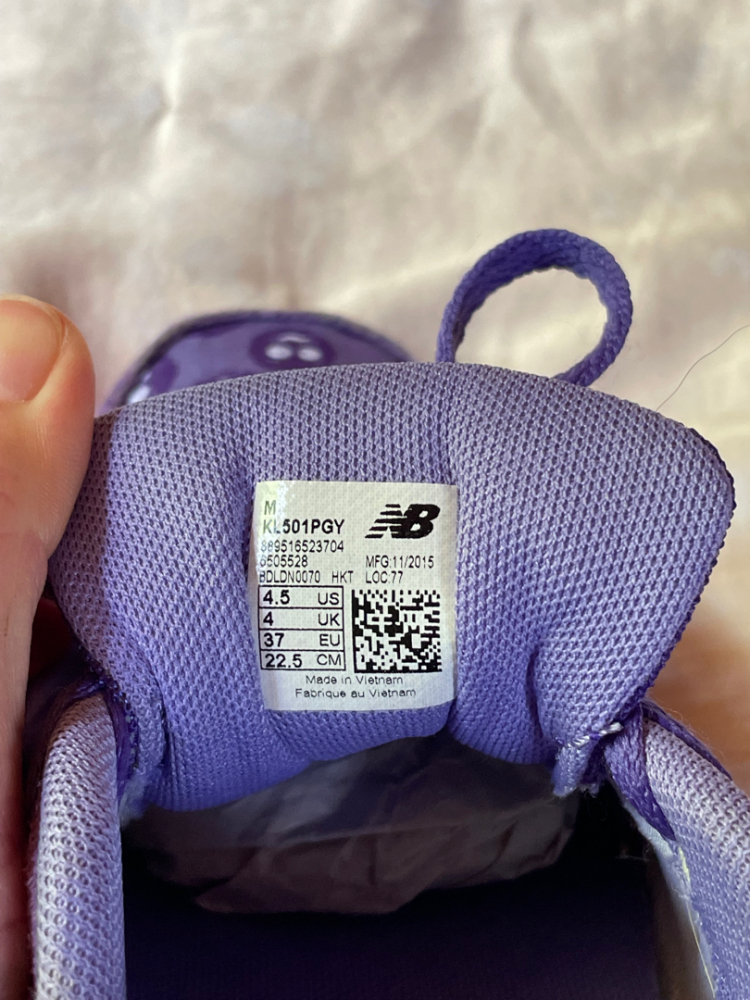 M
KL501PGY
NB
889516523704
6505528 MFG:11/2015
BDLDN0070 HKT LOC:77
4.5 US
4 UK
37 EU
22.5 CM
Made in Vietnam
Fabrique au Vietnam